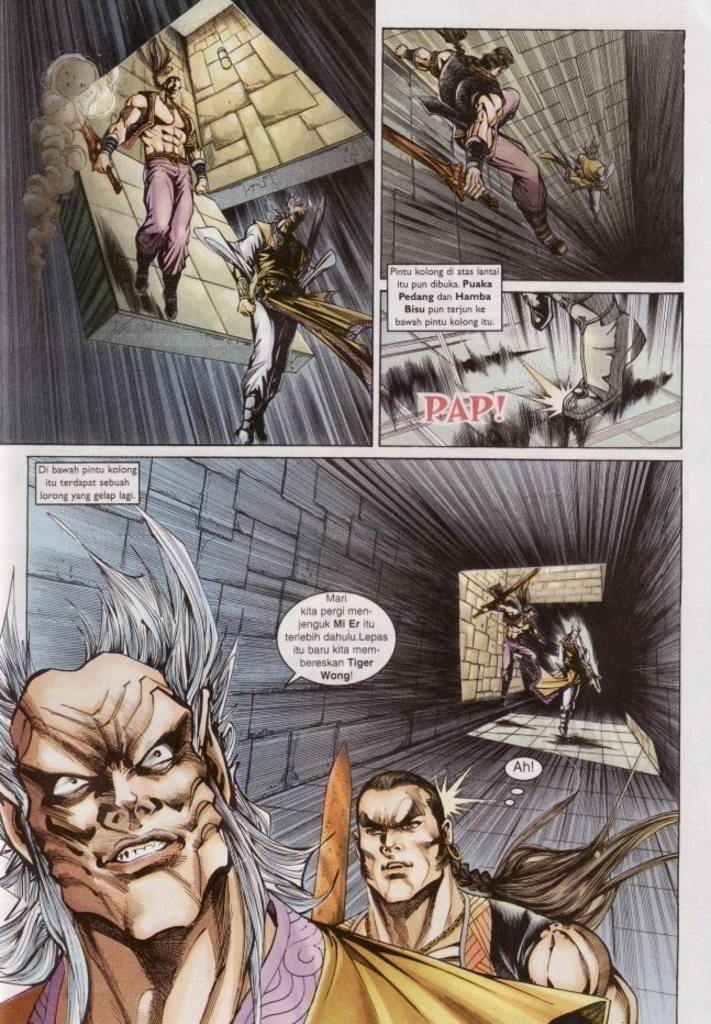 Pintu kolong di atas lantai
itu pun dibuka. Puaka
Pedang dan Hamba
Bisu pun terjun ke
bawah pintu kolong itu.
PAP!
Di bawah pintu kolong
itu terdapat sebuah
lorong yang gelap lagi.
Mari
kita pergi men-
jenguk Mi Er itu
terlebih dahulu.Lepas
itu baru kita mem-
bereskan Tiger
Wong!
Ah!